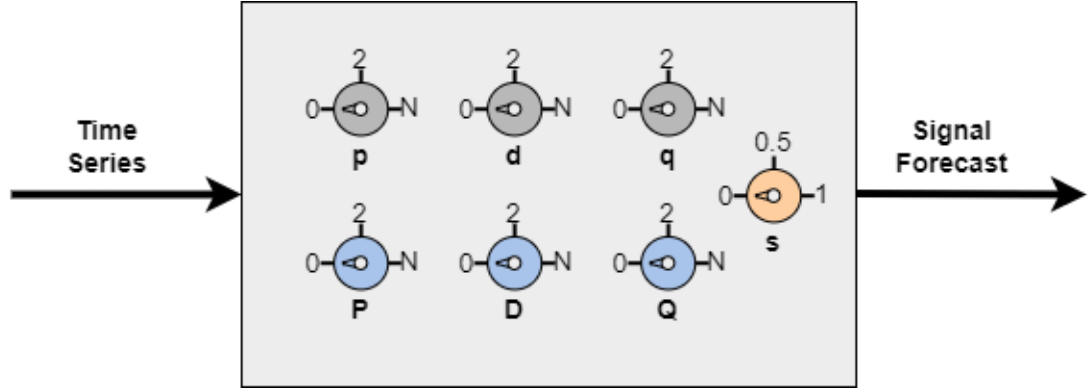 Time
Series
2 2 2
0 N 0 N 0 N
p d q
0.5
0 1
s
2 2 2
0 N 0 N 0 N
P D Q
Signal
Forecast